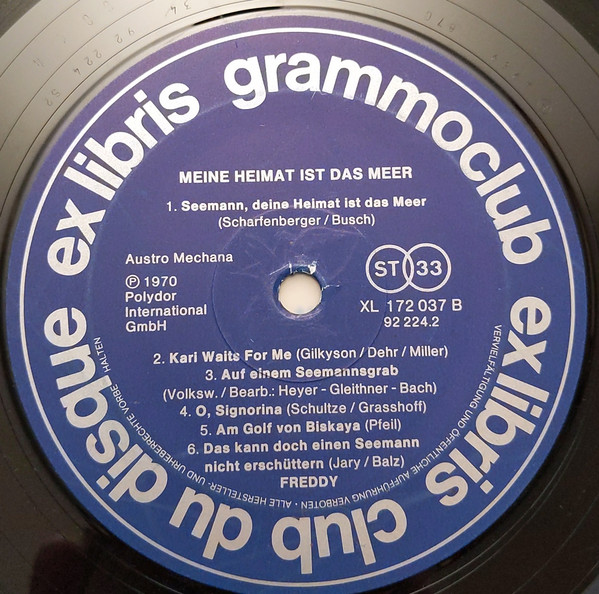 ex libris grammoclub ex libris club du disque
MEINE HEIMAT IST DAS MEER
1. Seemann, deine Heimat ist das Meer
(Scharfenberger / Busch)
Austro Mechana
Ⓟ 1970
Polydor
International
GmbH
ST 33
XL 172 037 B
92 224.2
2. Kari Waits For Me (Gilkyson / Dehr / Miller)
3. Auf einem Seemannsgrab
(Volksw. / Bearb.: Heyer - Gleithner - Bach)
4. O, Signorina (Schultze / Grasshoff)
5. Am Golf von Biskaya (Pfeil)
6. Das kann doch einen Seemann
nicht erschüttern (Jary / Balz)
FREDDY
ALLE HERSTELLER- UND URHEBERRECHTE VORBEHALTEN
VERVIELFÄLTIGUNG UND ÖFFENTLICHE AUFFÜHRUNG VERBOTEN •